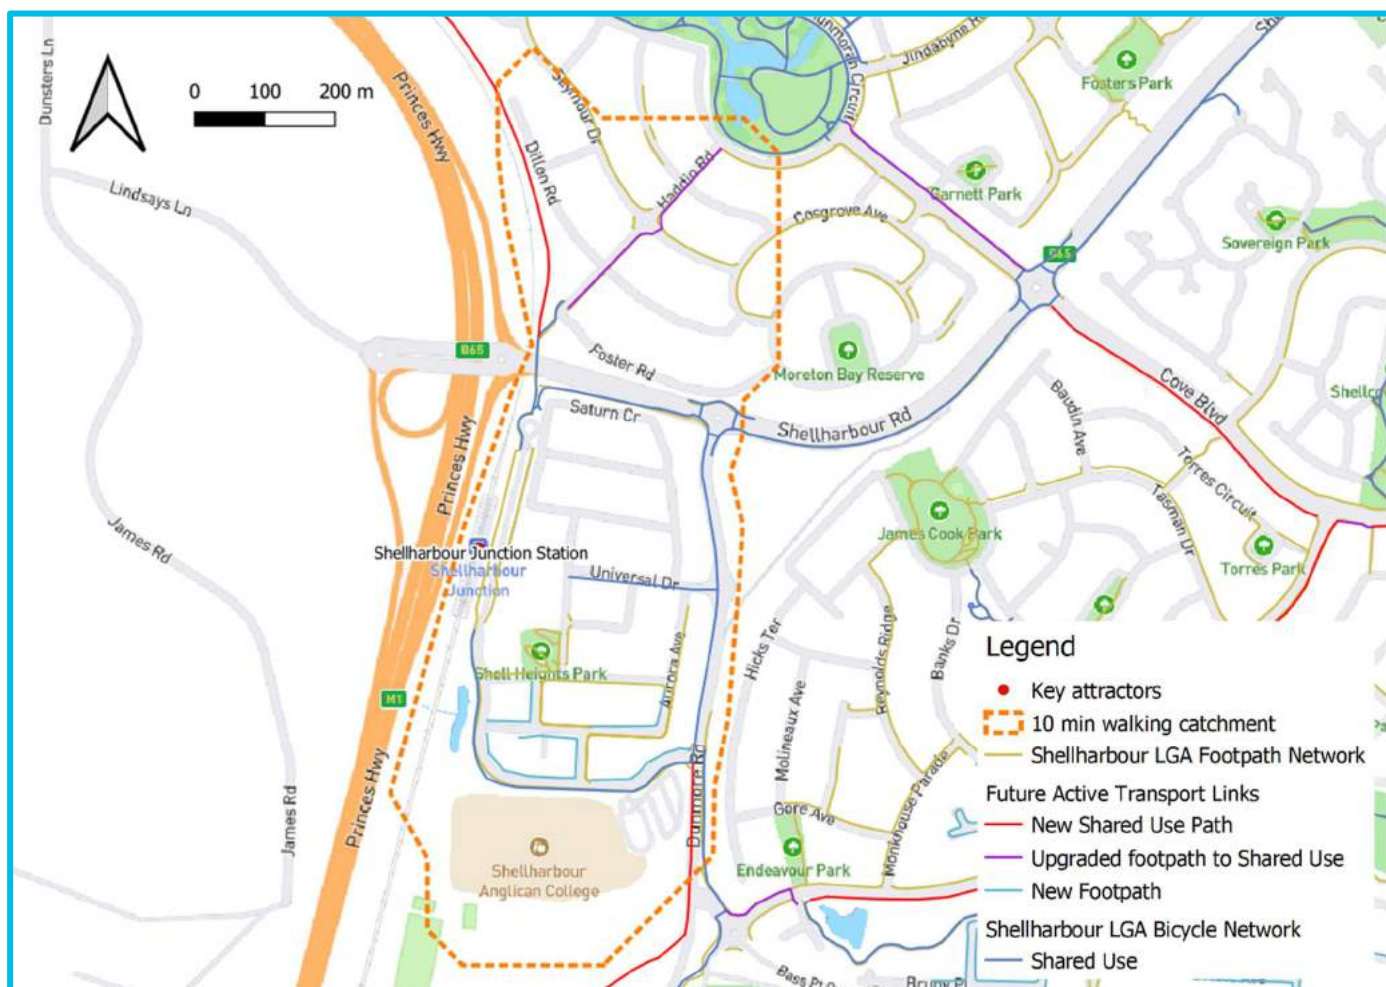 Dunsters Ln
0 100 200 m
Princes Hwy
Seymour Dr
Jindabyne Rd
Fosters Park
Lindsays Ln
Dillon Rd
Haddin Rd
Garnett Park
Cosgrove Ave
Sovereign Park
B65
B65
Foster Rd
Moreton Bay Reserve
Saturn Cr
Shellharbour Rd
Baudin Ave
Cove Blvd
Princes Hwy
Torres Circuit
Tasman Dr
James Rd
James Cook Park
Shellharbour Junction Station
Shellharbour
Junction
Universal Dr
Torres Park
Hicks Ter
Reynolds Ridge
Banks Dr
Shell Heights Park
Aurora Ave
M1
Molineaux Ave
Dunmore Rd
Monkhouse Parade
James Rd
Princes Hwy
Gore Ave
Endeavour Park
Shellharbour
Anglican College
Legend
Key attractors
10 min walking catchment
Shellharbour LGA Footpath Network
Future Active Transport Links
New Shared Use Path
Upgraded footpath to Shared Use
New Footpath
Shellharbour LGA Bicycle Network
Shared Use